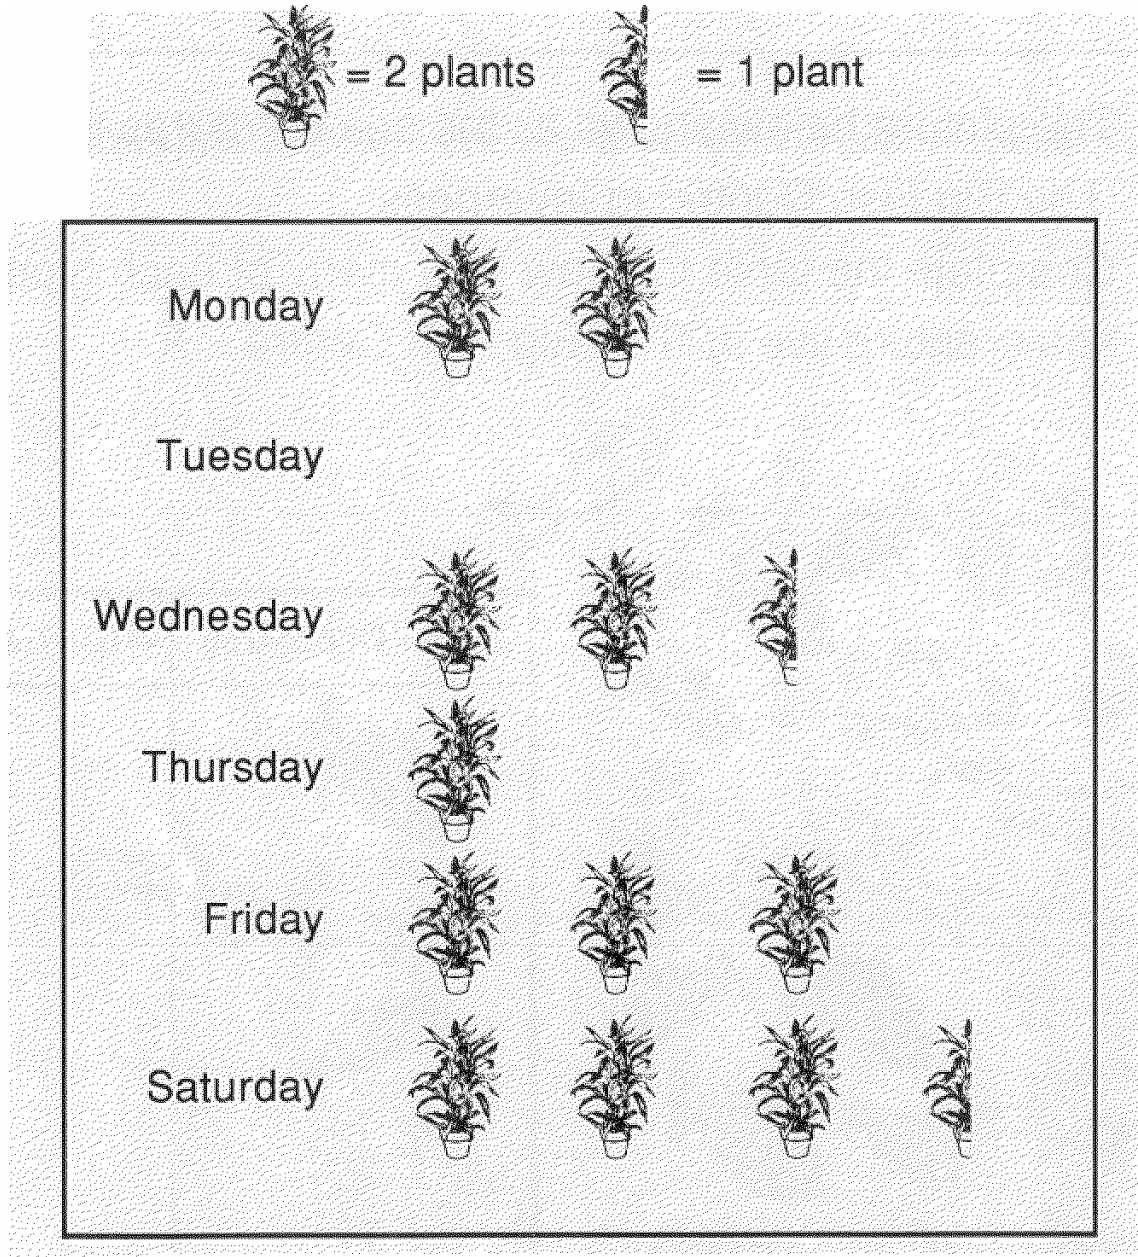 = 2 plants = 1 plant
Monday
Tuesday
Wednesday
Thursday
Friday
Saturday